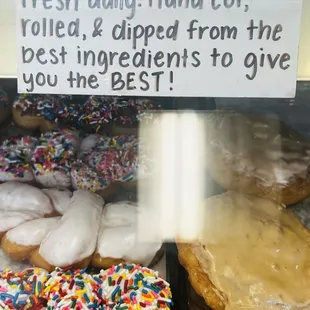 fresh daily! Hand cut,
rolled, & dipped from the
best ingredients to give
you the BEST!